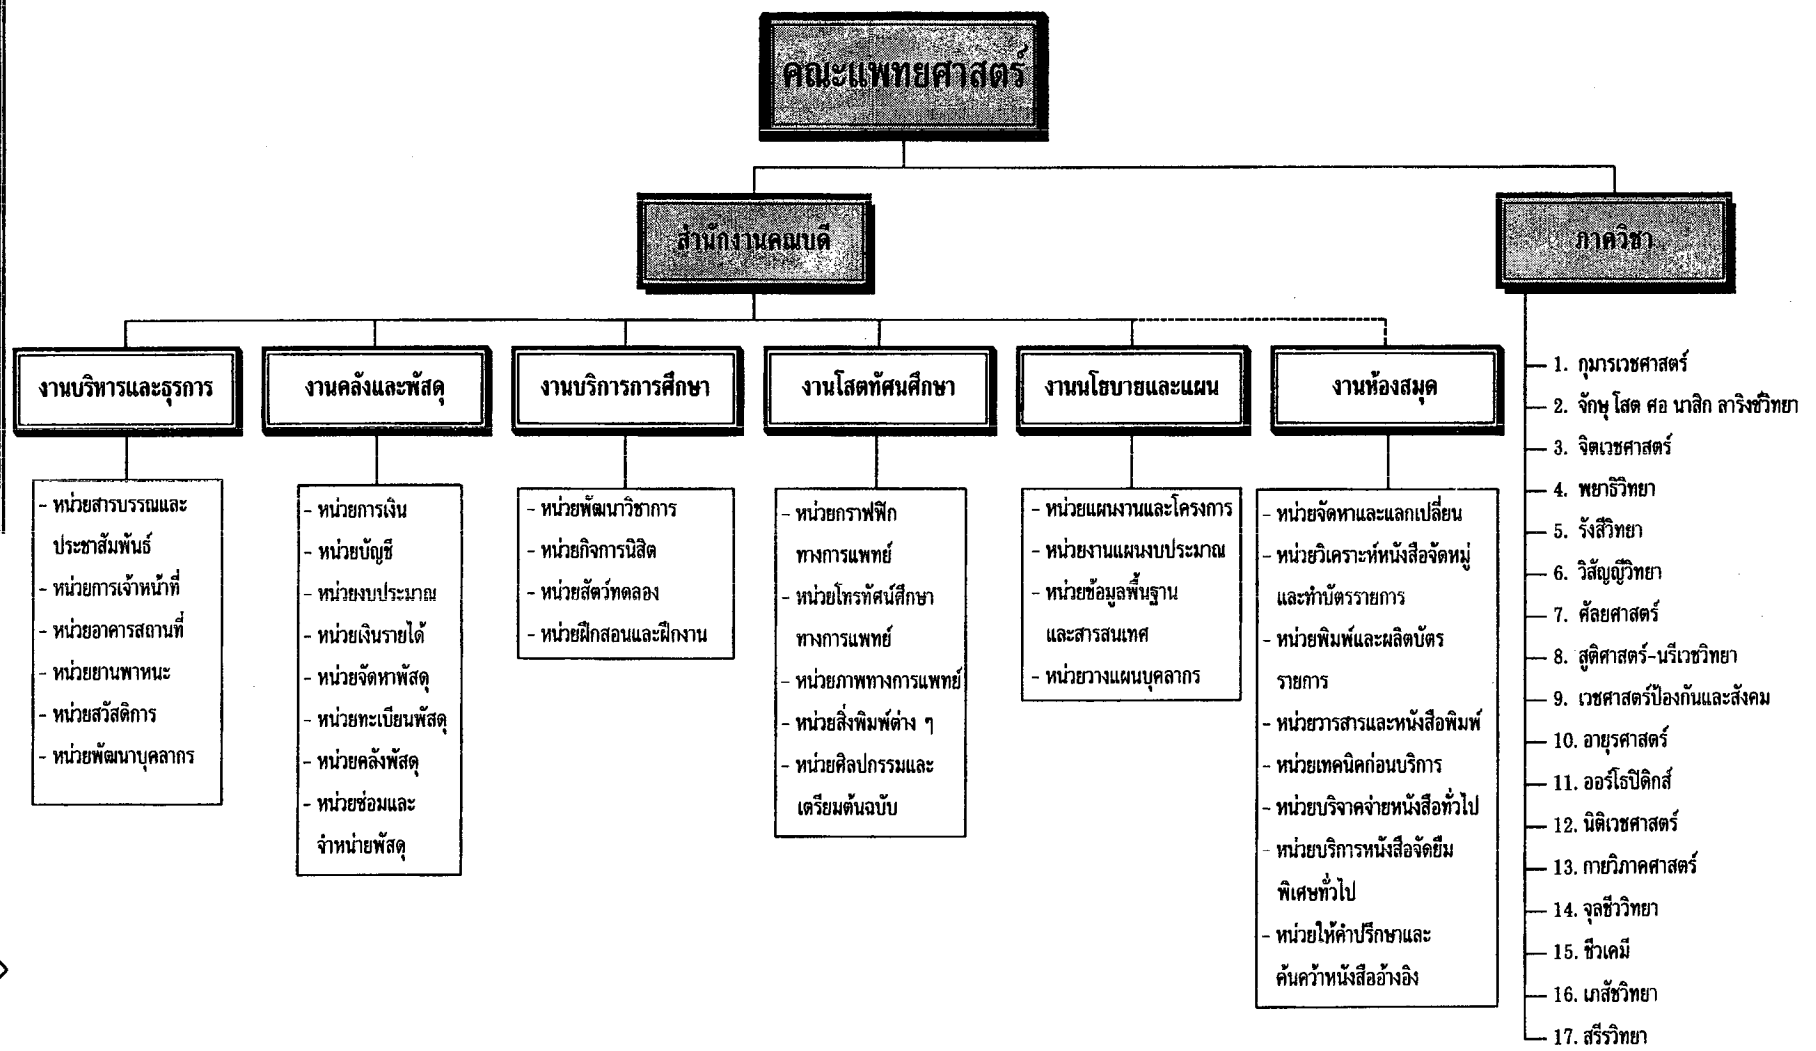 คณะแพทยศาสตร์
สำนักงานคณบดี
ภาควิชา
งานบริหารและธุรการ
- หน่วยสารบรรณและ
ประชาสัมพันธ์
- หน่วยการเจ้าหน้าที่
- หน่วยอาคารสถานที่
- หน่วยยานพาหนะ
- หน่วยสวัสดิการ
- หน่วยพัฒนาบุคลากร
งานคลังและพัสดุ
- หน่วยการเงิน
- หน่วยบัญชี
- หน่วยงบประมาณ
- หน่วยเงินรายได้
- หน่วยจัดหาพัสดุ
- หน่วยทะเบียนพัสดุ
- หน่วยคลังพัสดุ
- หน่วยซ่อมและ
จำหน่ายพัสดุ
งานบริการการศึกษา
- หน่วยพัฒนาวิชาการ
- หน่วยกิจการนิสิต
- หน่วยสัตว์ทดลอง
- หน่วยฝึกสอนและฝึกงาน
งานโสตทัศนศึกษา
- หน่วยกราฟฟิก
ทางการแพทย์
- หน่วยโทรทัศน์ศึกษา
ทางการแพทย์
- หน่วยภาพทางการแพทย์
- หน่วยสิ่งพิมพ์ต่าง ๆ
- หน่วยศิลปกรรมและ
เตรียมต้นฉบับ
งานนโยบายและแผน
- หน่วยแผนงานและโครงการ
- หน่วยงานแผนงบประมาณ
- หน่วยข้อมูลพื้นฐาน
และสารสนเทศ
- หน่วยวางแผนบุคลากร
งานห้องสมุด
- หน่วยจัดหาและแลกเปลี่ยน
- หน่วยวิเคราะห์หนังสือจัดหมู่
และทำบัตรรายการ
- หน่วยพิมพ์และผลิตบัตร
รายการ
- หน่วยวารสารและหนังสือพิมพ์
- หน่วยเทคนิคก่อนบริการ
- หน่วยบริจาคจ่ายหนังสือทั่วไป
- หน่วยบริการหนังสือจัดยืม
พิเศษทั่วไป
- หน่วยให้คำปรึกษาและ
ค้นคว้าหนังสืออ้างอิง
1. กุมารเวชศาสตร์
2. จักษุ โสต ศอ นาสิก ลาริงซ์วิทยา
3. จิตเวชศาสตร์
4. พยาธิวิทยา
5. รังสีวิทยา
6. วิสัญญีวิทยา
7. ศัลยศาสตร์
8. สูติศาสตร์-นรีเวชวิทยา
9. เวชศาสตร์ป้องกันและสังคม
10. อายุรศาสตร์
11. ออร์โธปิดิกส์
12. นิติเวชศาสตร์
13. กายวิภาคศาสตร์
14. จุลชีววิทยา
15. ชีวเคมี
16. เภสัชวิทยา
17. สรีรวิทยา